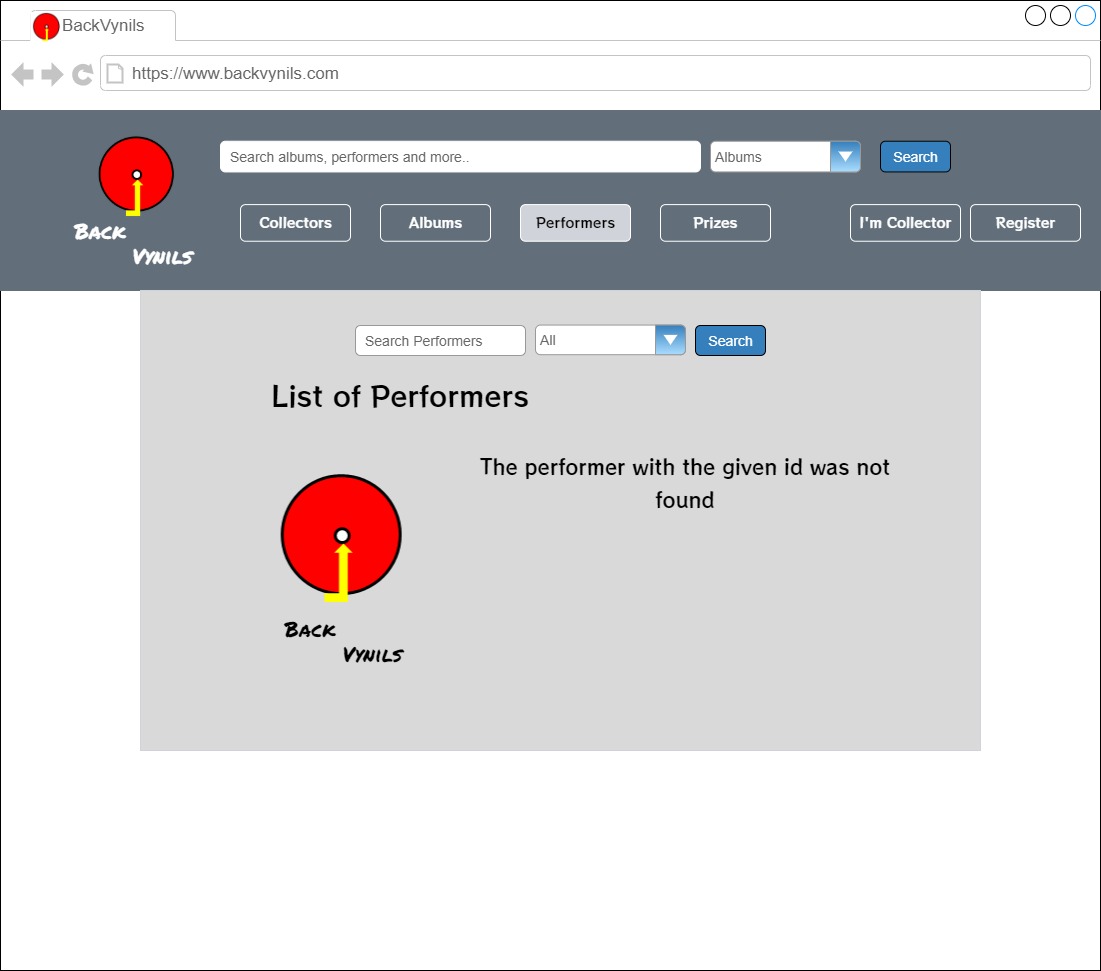 BackVynils
https://www.backvynils.com
Search albums, performers and more..
Albums
Search
Back
Vynils
Collectors
Albums
Performers
Prizes
I'm Collector
Register
Search Performers
All
Search
List of Performers
The performer with the given id was not
found
Back
Vynils